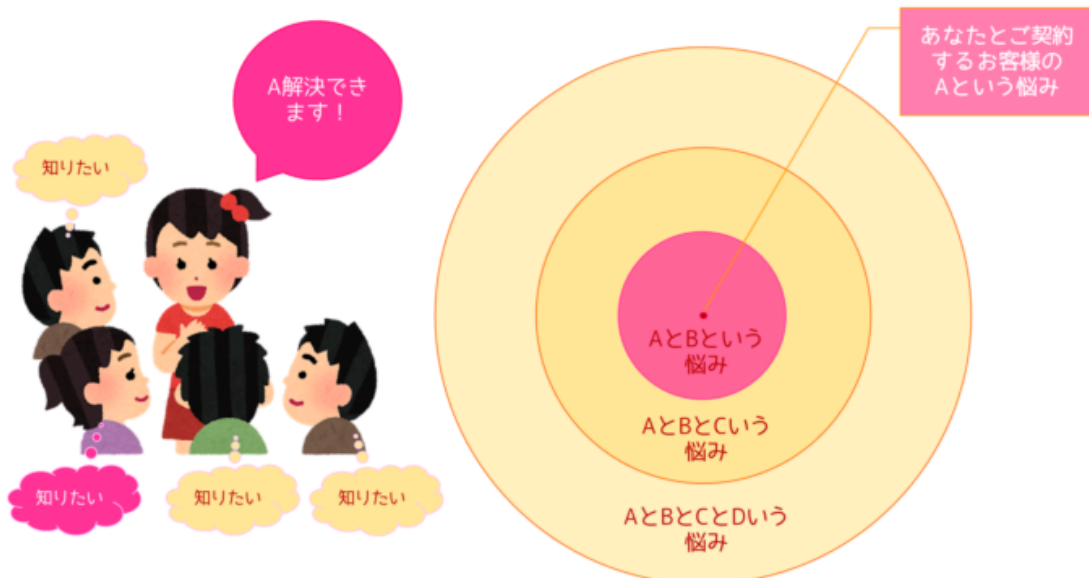 A解決でき
ます！
知りたい
知りたい
知りたい
知りたい
あなたとご契約
するお客様の
Aという悩み
AとBという
悩み
AとBとCいう
悩み
AとBとCとDいう
悩み